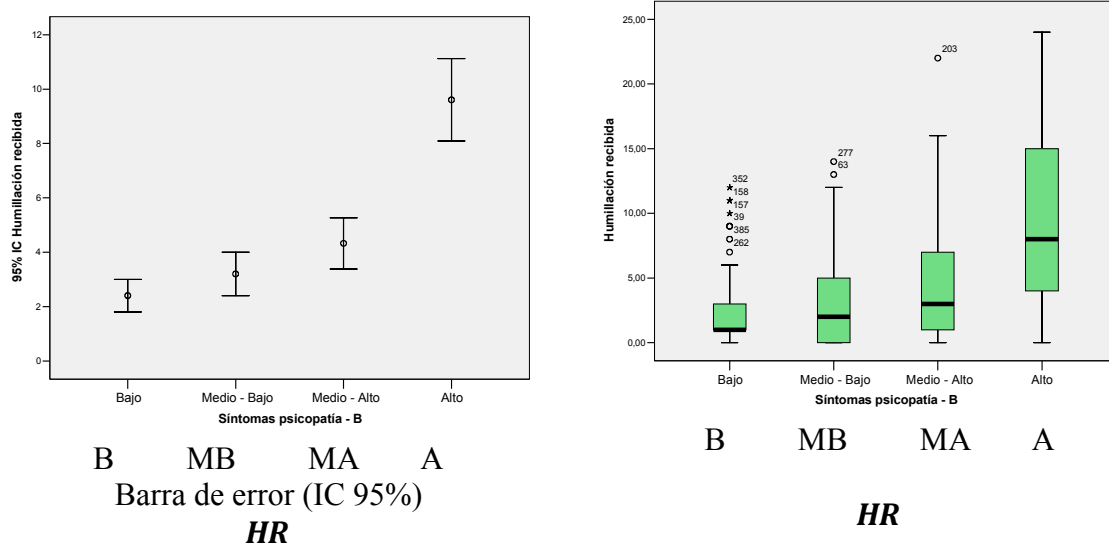 12
10
8
6
4
2
0
95% IC Humillación recibida
Bajo
Medio - Bajo
Medio - Alto
Alto
Síntomas psicopatía - B
B MB MA A
Barra de error (IC 95%)
HR
25,00
20,00
15,00
10,00
5,00
0,00
Humillación recibida
352
158
157
39
385
262
277
63
203
Bajo
Medio - Bajo
Medio - Alto
Alto
Síntomas psicopatía - B
B MB MA A
HR